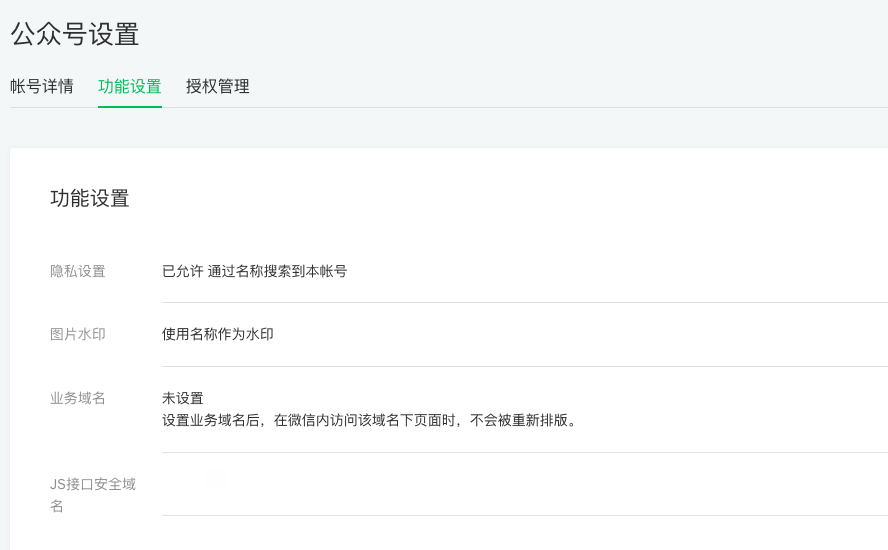 公众号设置
帐号详情 功能设置 授权管理
功能设置
隐私设置 已允许 通过名称搜索到本帐号
图片水印 使用名称作为水印
业务域名 未设置
设置业务域名后，在微信内访问该域名下页面时，不会被重新排版。
JS接口安全域
名